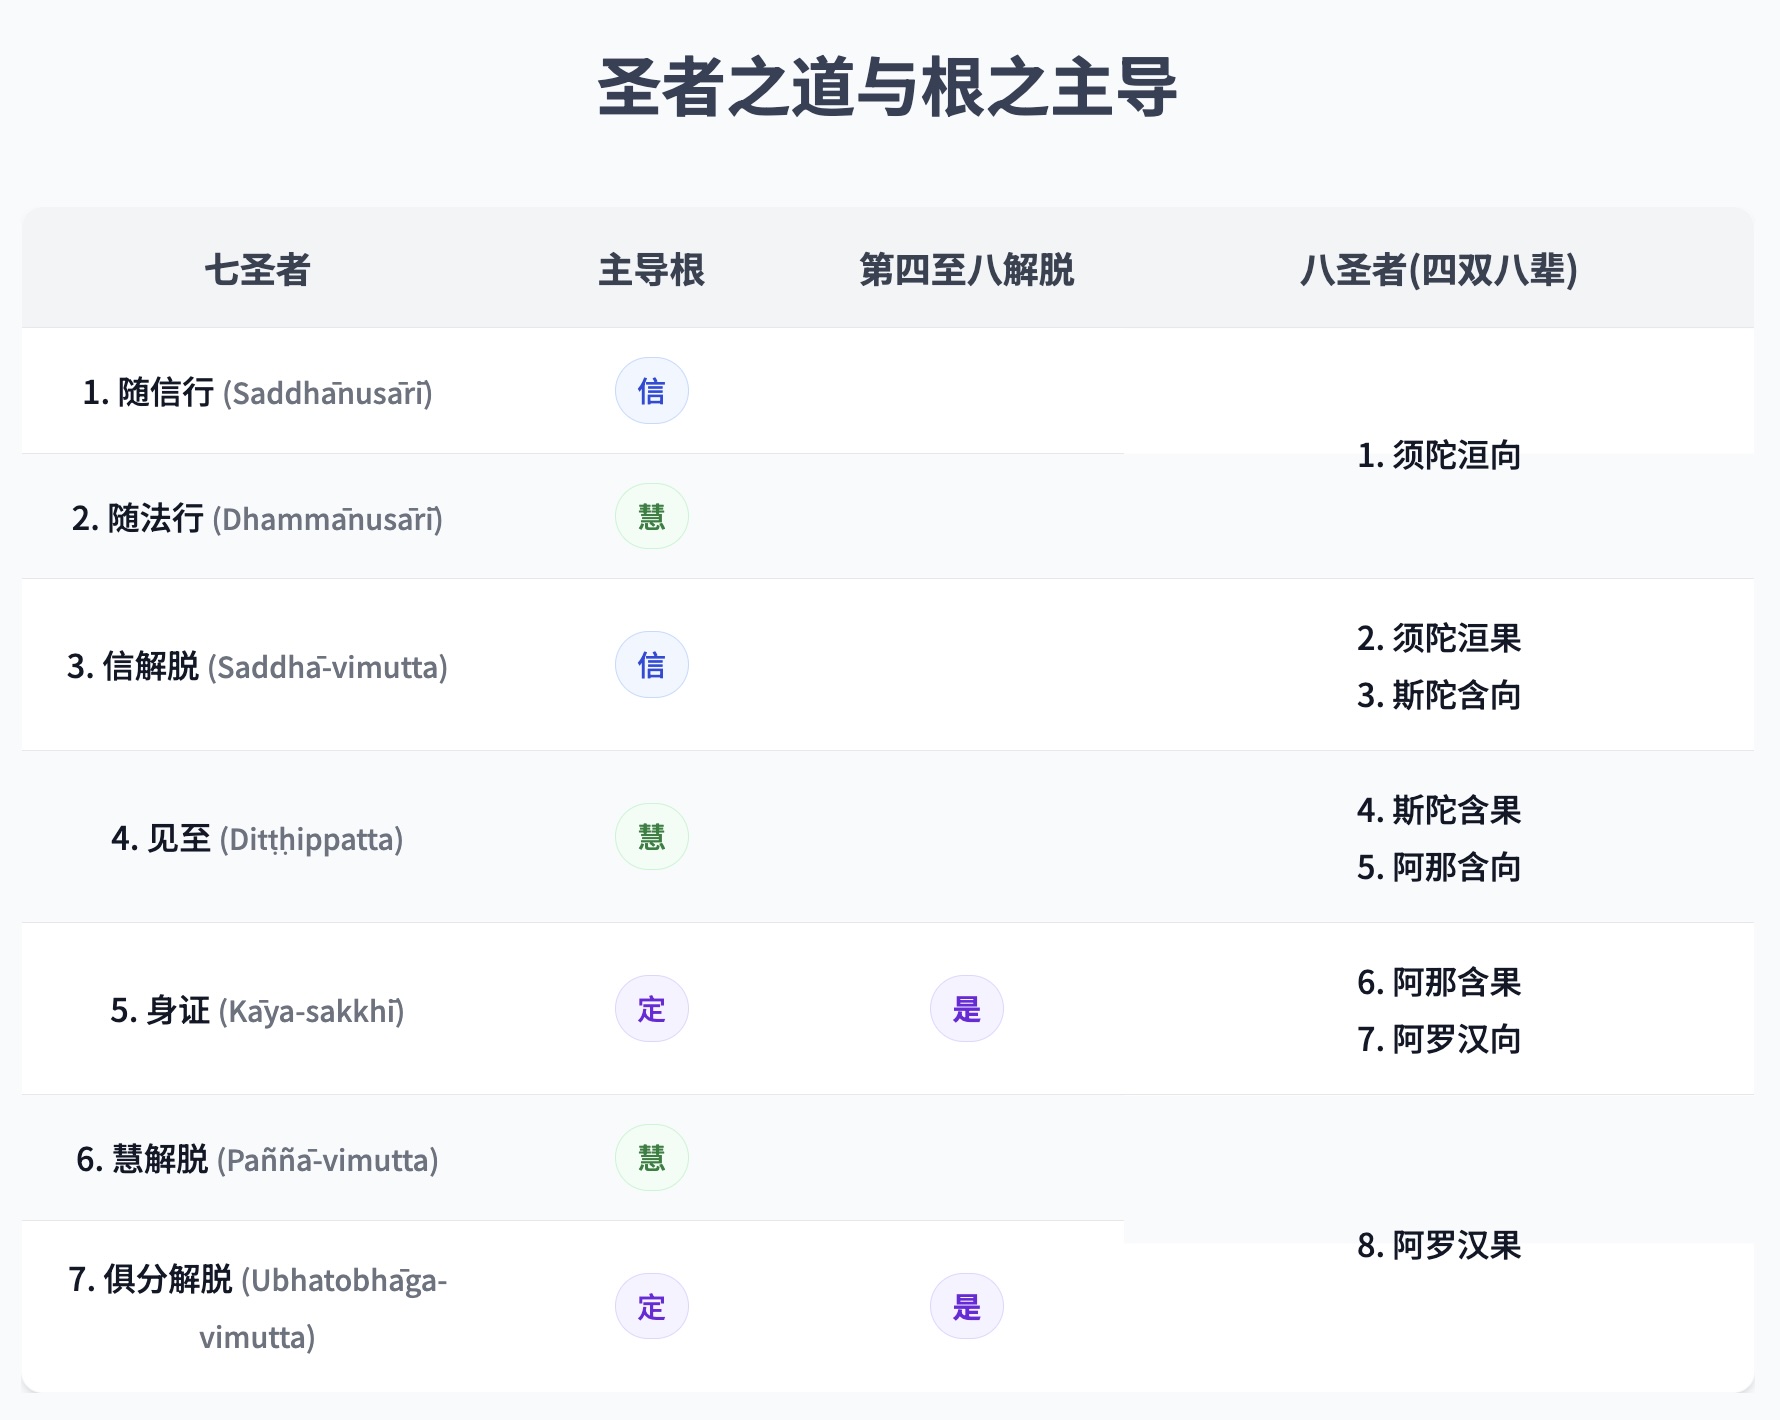 圣者之道与根之主导
七圣者 主导根 第四至八解脱 八圣者(四双八辈)
1. 随信行 (Saddhānusārī) 信
1. 须陀洹向
2. 随法行 (Dhammānusārī) 慧
3. 信解脱 (Saddhā-vimutta) 信
2. 须陀洹果
3. 斯陀含向
4. 见至 (Diṭṭhippatta) 慧
4. 斯陀含果
5. 阿那含向
5. 身证 (Kāya-sakkhī) 定 是
6. 阿那含果
7. 阿罗汉向
6. 慧解脱 (Paññā-vimutta) 慧
8. 阿罗汉果
7. 俱分解脱 (Ubhatobhāga-
vimutta) 定 是